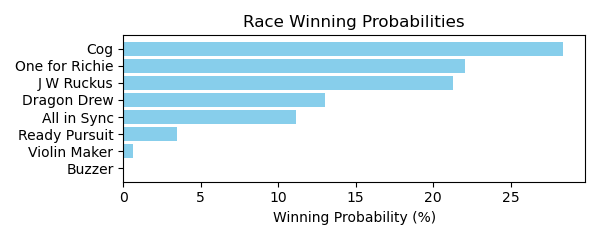 Race Winning Probabilities
Cog
One for Richie
J W Ruckus
Dragon Drew
All in Sync
Ready Pursuit
Violin Maker
Buzzer
0 5 10 15 20 25
Winning Probability (%)